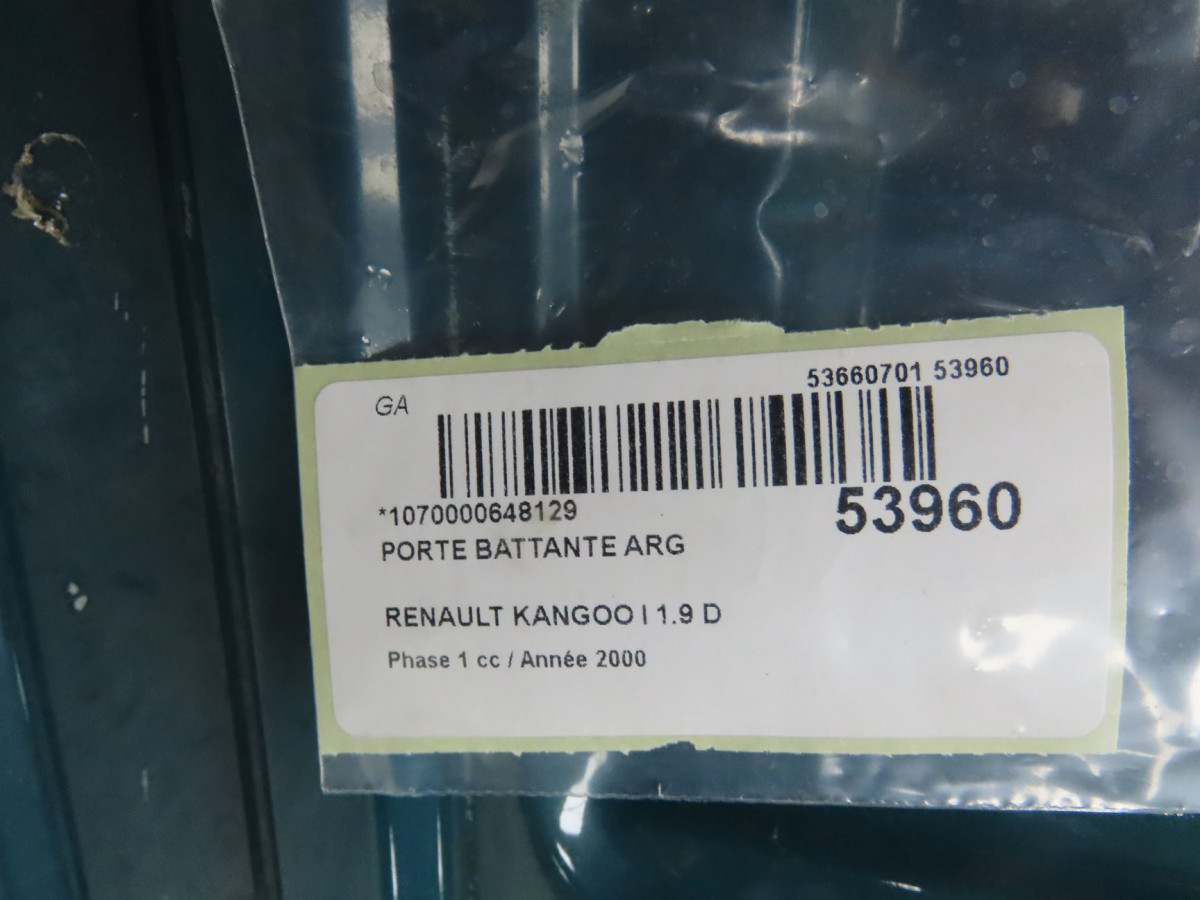 GA
53660701 53960
*1070000648129
53960
PORTE BATTANTE ARG
RENAULT KANGOO I 1.9 D
Phase 1 cc / Année 2000